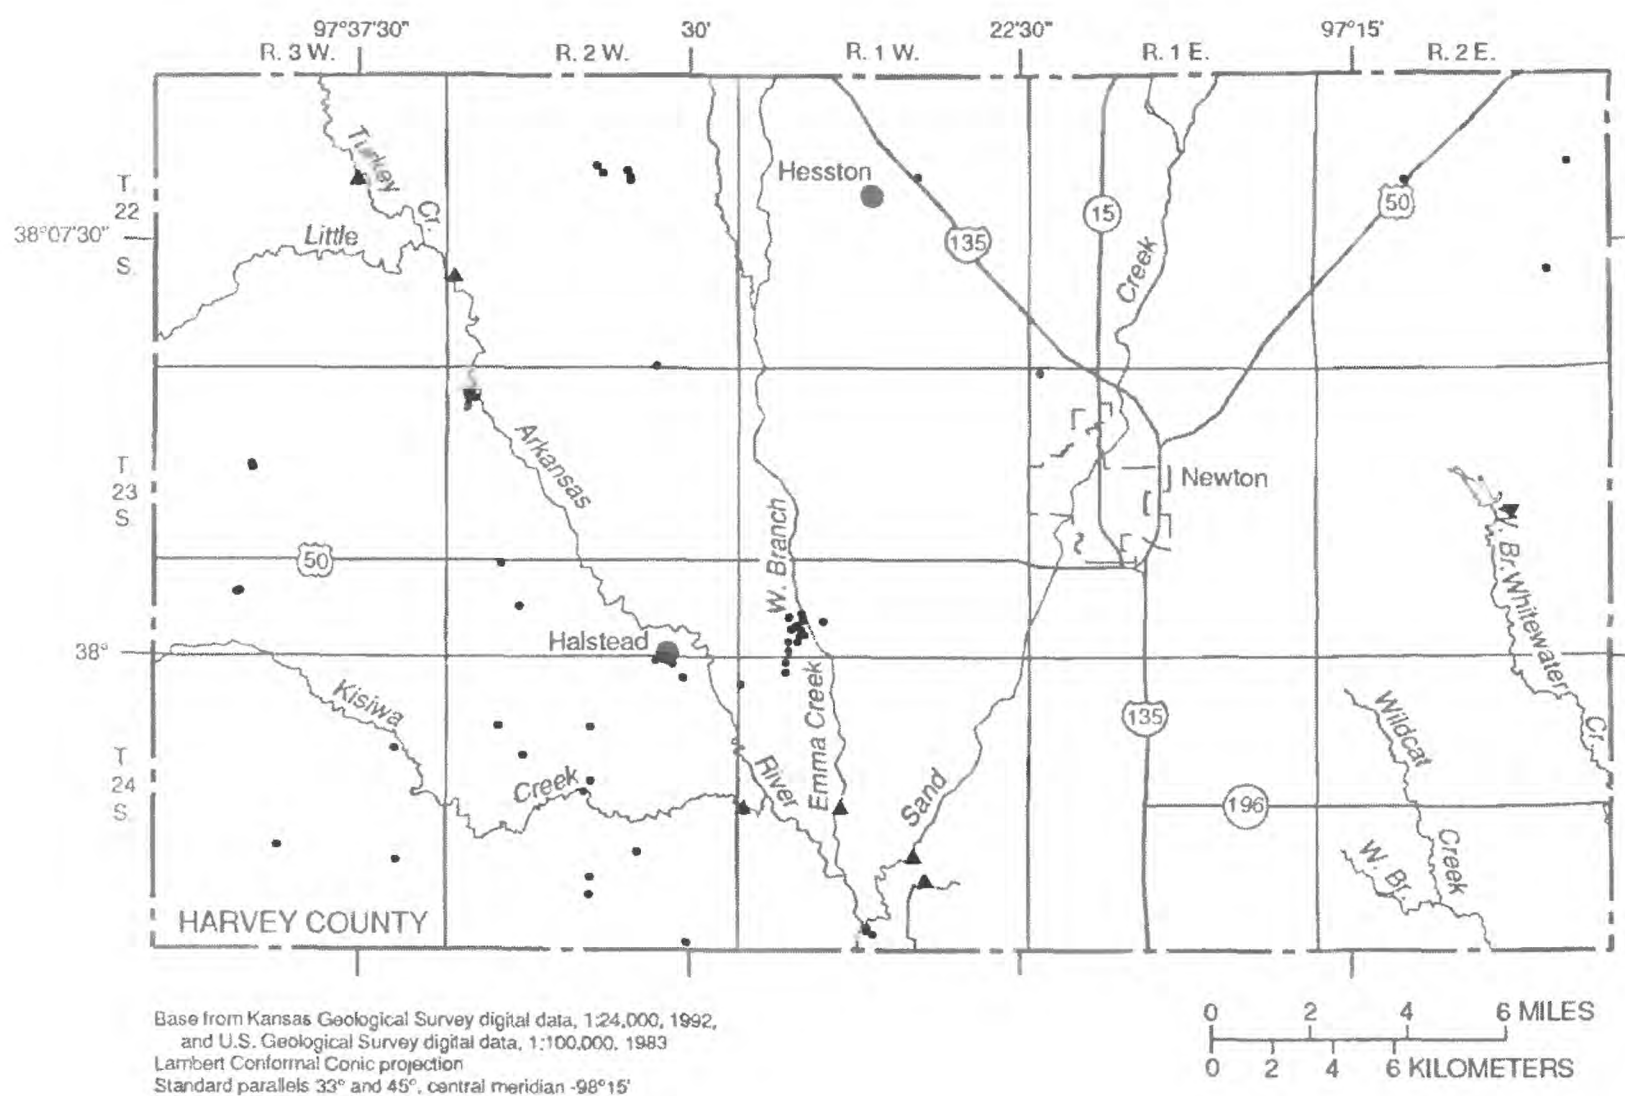 97°37'30" 30' 22'30" 97°15'
R. 3 W. R. 2 W. R. 1 W. R. 1 E. R. 2 E.
Turkey Cr.
T.
22
S.
38°07'30"
Little
Hesston
135
15
Creek
50
Arkansas
T.
23
S
50
W. Branch
Newton
W. Br. Whitewater Cr.
Halstead
38°
Kisiwa
Creek
River
Emma Creek
Sand
135
Wildcat
Creek
196
W. Br.
T.
24
S.
HARVEY COUNTY
Base from Kansas Geological Survey digital data, 1:24,000, 1992,
and U.S. Geological Survey digital data, 1:100,000, 1983
Lambert Conformal Conic projection
Standard parallels 33° and 45°, central meridian -98°15'
0 2 4 6 MILES
0 2 4 6 KILOMETERS